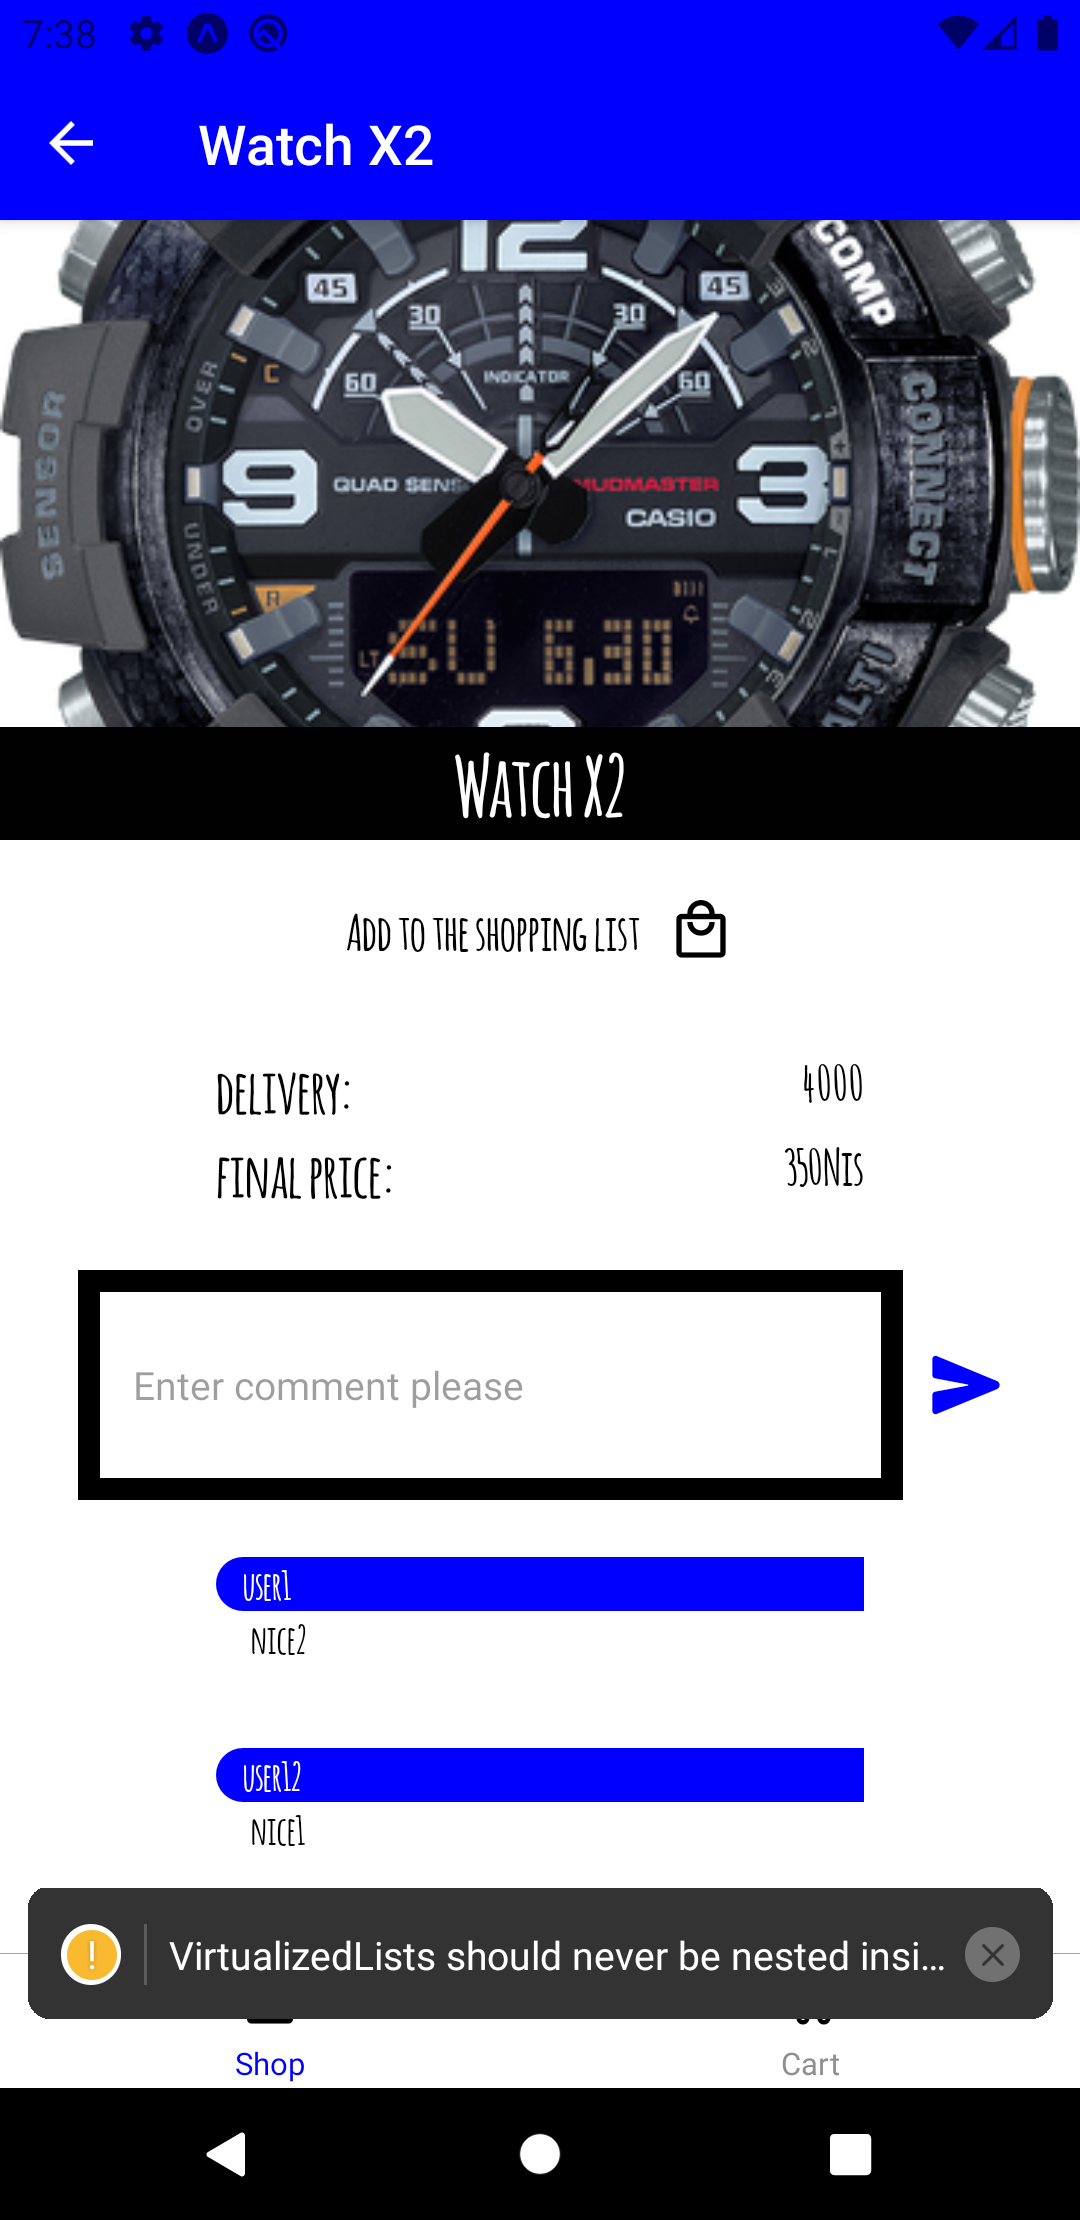 7:38
Watch X2
12
COMP
45
45
30
30
60
60
INDICATOR
C
OVER
SENSOR
CONNECT
9
3
QUAD SENS
MUDMASTER
CASIO
UNDER
R
LT
SU 6,30
ALTI
WATCH X2
ADD TO THE SHOPPING LIST
DELIVERY:
4000
FINAL PRICE:
350NIS
Enter comment please
USER1
NICE2
USER12
NICE1
! VirtualizedLists should never be nested insi...
Shop
Cart